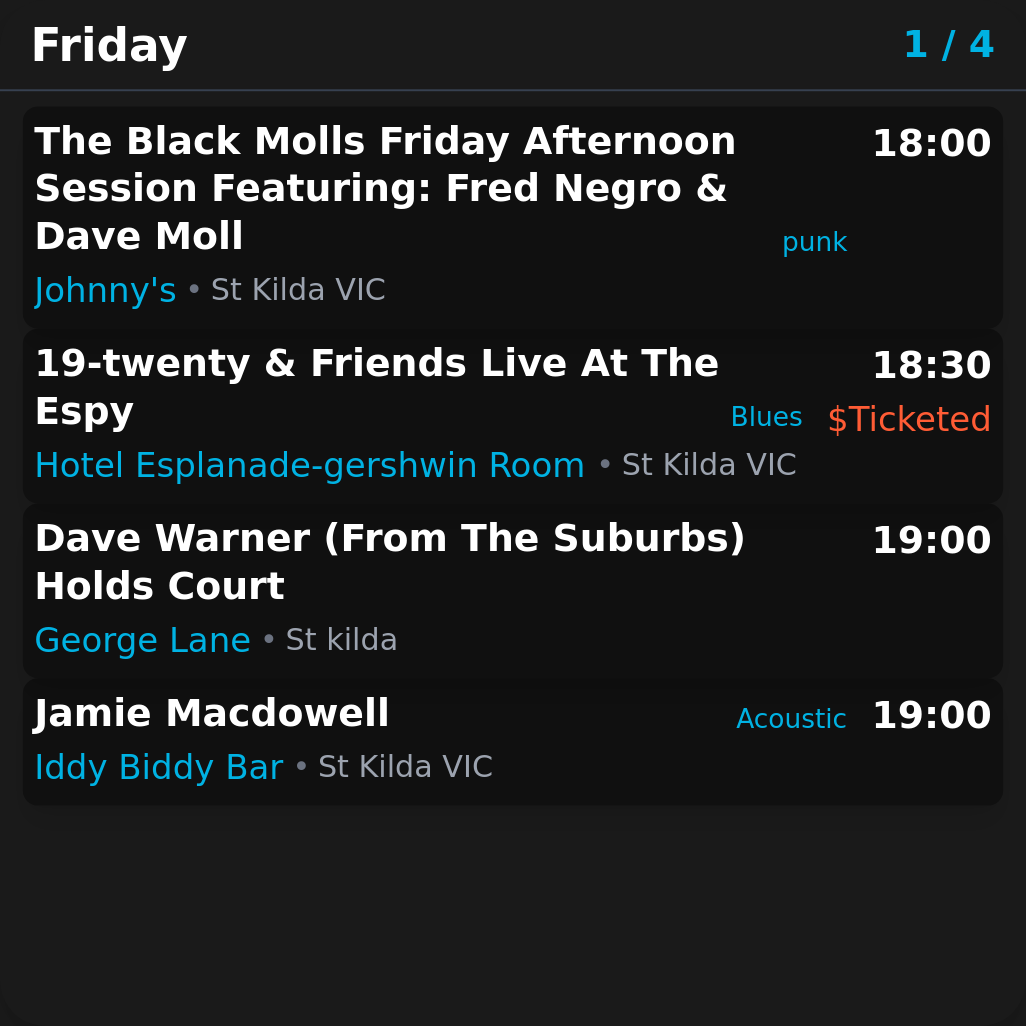 Friday 1 / 4
The Black Molls Friday Afternoon 18:00
Session Featuring: Fred Negro &
Dave Moll punk
Johnny's • St Kilda VIC
19-twenty & Friends Live At The 18:30
Espy Blues $Ticketed
Hotel Esplanade-gershwin Room • St Kilda VIC
Dave Warner (From The Suburbs) 19:00
Holds Court
George Lane • St kilda
Jamie Macdowell Acoustic 19:00
Iddy Biddy Bar • St Kilda VIC